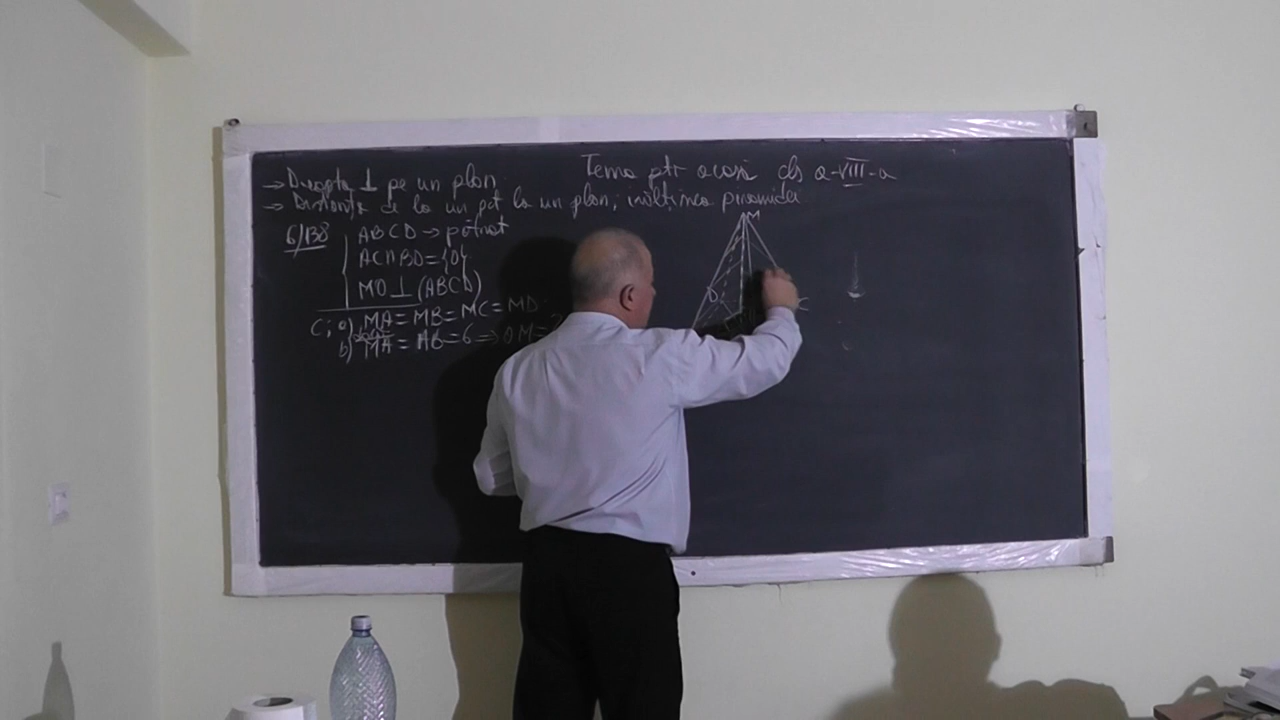 Tema ptr acasă cls a-VIII-a
→ Dreapta ⊥ pe un plan
→ Distanța de la un pct la un plan; înălțimea piramidei
6/138
ABCD → pătrat
AC∩BD={O}
MO⊥(ABCD)
C; a) MA=MB=MC=MD
b) MA=AB=6⇒OM=?
M
D
C